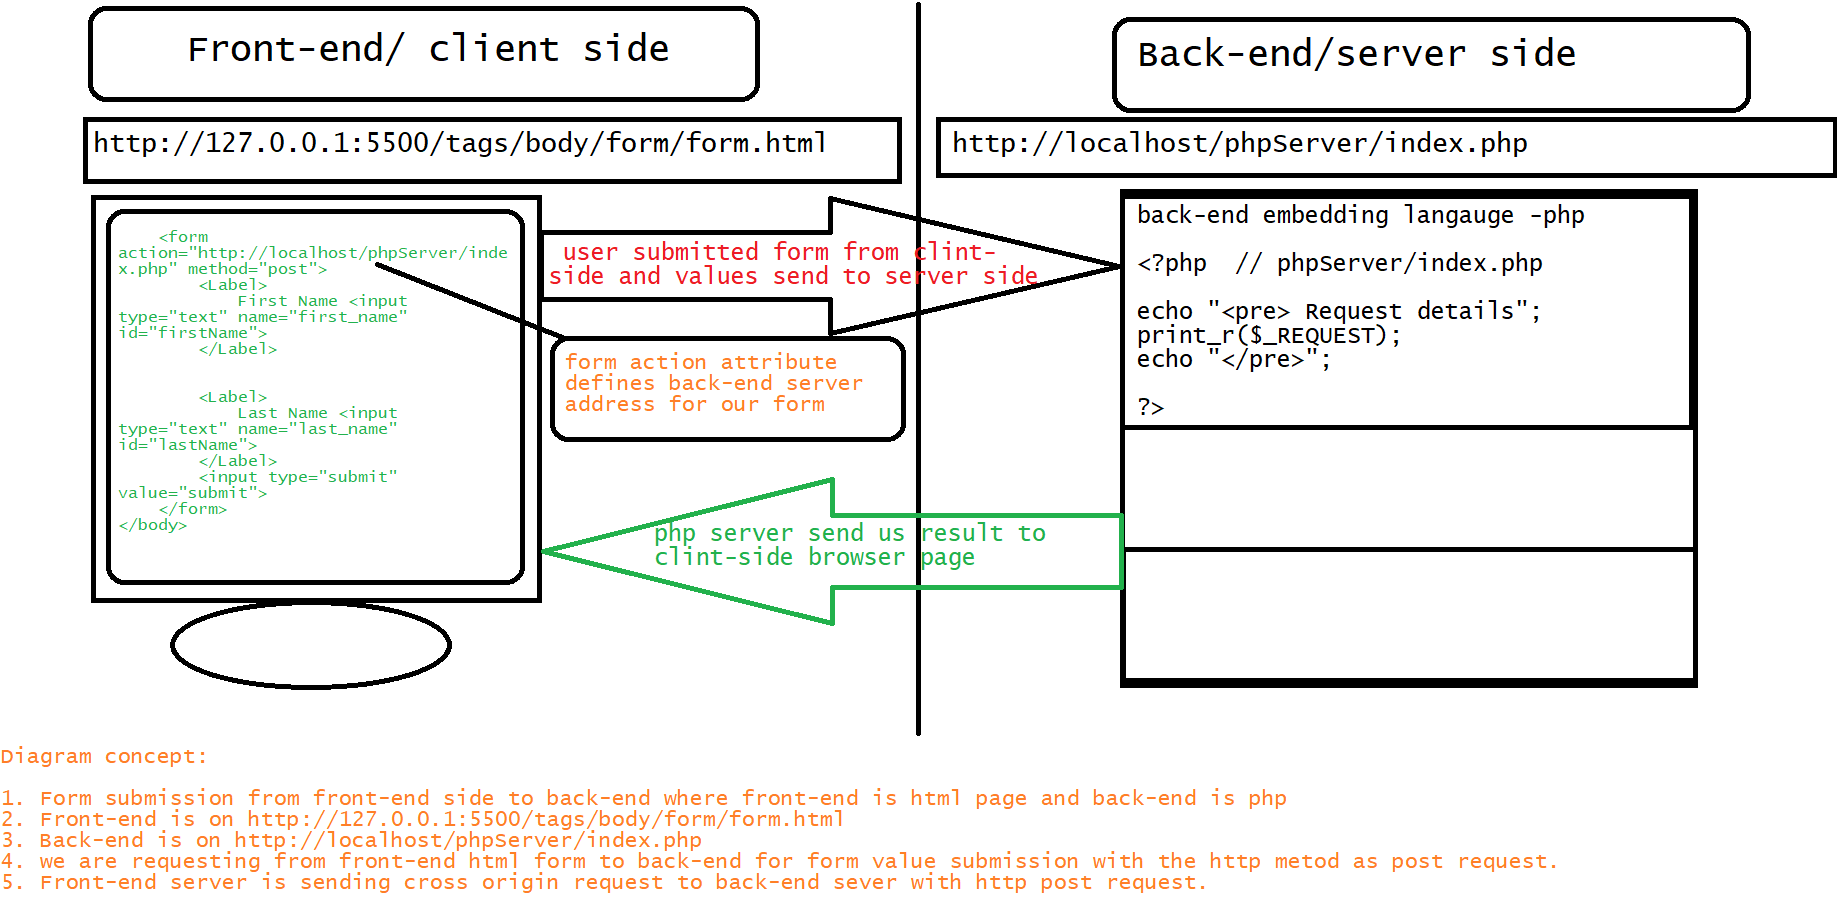 Front-end/ client side
Back-end/server side
http://127.0.0.1:5500/tags/body/form/form.html
http://localhost/phpServer/index.php
<form
action="http://localhost/phpServer/inde
x.php" method="post">
<Label>
First Name <input
type="text" name="first_name"
id="firstName">
</Label>
<Label>
Last Name <input
type="text" name="last_name"
id="lastName">
</Label>
<input type="submit"
value="submit">
</form>
</body>
user submitted form from clint-
side and values send to server side
form action attribute
defines back-end server
address for our form
back-end embedding langauge -php
<?php  // phpServer/index.php
echo "<pre> Request details";
print_r($_REQUEST);
echo "</pre>";
?>
php server send us result to
clint-side browser page
Diagram concept:
1. Form submission from front-end side to back-end where front-end is html page and back-end is php
2. Front-end is on http://127.0.0.1:5500/tags/body/form/form.html
3. Back-end is on http://localhost/phpServer/index.php
4. we are requesting from front-end html form to back-end for form value submission with the http metod as post request.
5. Front-end server is sending cross origin request to back-end sever with http post request.